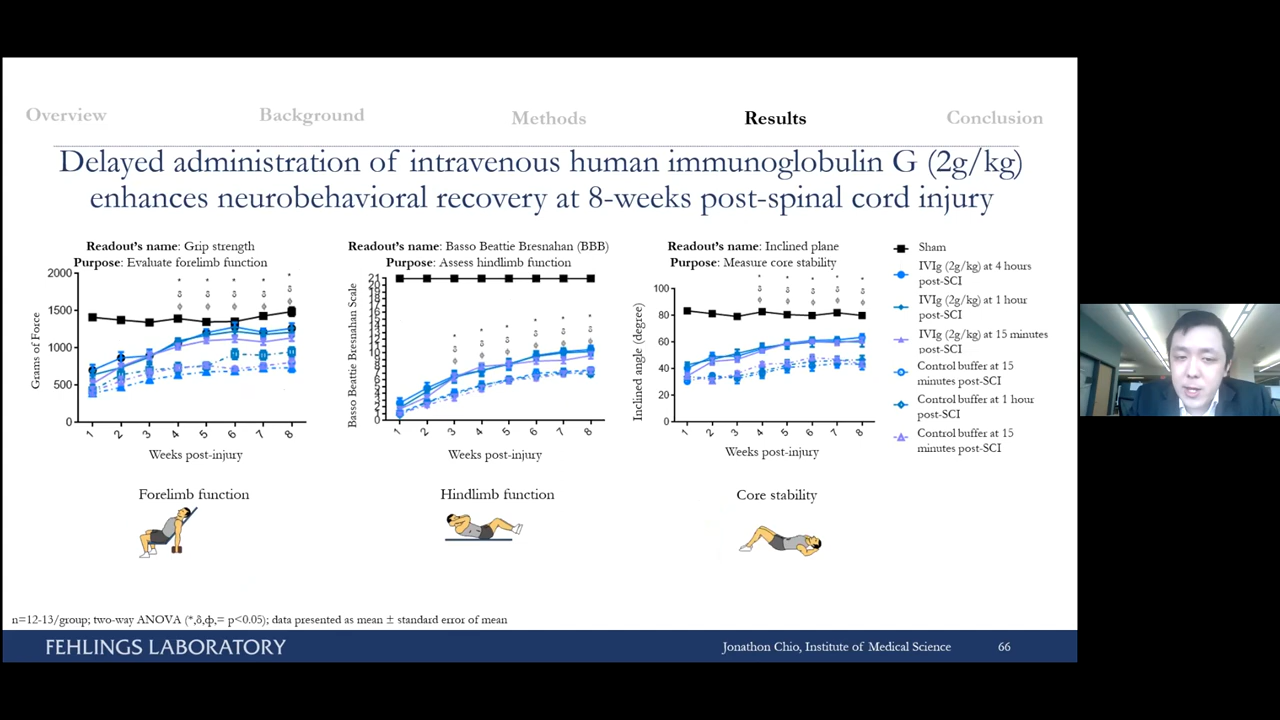 Overview
Background
Methods
Results
Conclusion
Delayed administration of intravenous human immunoglobulin G (2g/kg)
enhances neurobehavioral recovery at 8-weeks post-spinal cord injury
Readout's name: Grip strength
Purpose: Evaluate forelimb function
2000
1500
1000
500
0
Grams of Force
1 2 3 4 5 6 7 8
Weeks post-injury
Forelimb function
Readout's name: Basso Beattie Bresnahan (BBB)
Purpose: Assess hindlimb function
Basso Beattie Bresnahan Scale
1 2 3 4 5 6 7 8
Weeks post-injury
Hindlimb function
Readout's name: Inclined plane
Purpose: Measure core stability
100
80
60
40
20
0
Inclined angle (degree)
1 2 3 4 5 6 7 8
Weeks post-injury
Core stability
Sham
IVIg (2g/kg) at 4 hours
post-SCI
IVIg (2g/kg) at 1 hour
post-SCI
IVIg (2g/kg) at 15 minutes
post-SCI
Control buffer at 15
minutes post-SCI
Control buffer at 1 hour
post-SCI
Control buffer at 15
minutes post-SCI
n=12-13/group; two-way ANOVA (*,δ,ф,= p<0.05); data presented as mean ± standard error of mean
FEHLINGS LABORATORY
Jonathon Chio, Institute of Medical Science
66